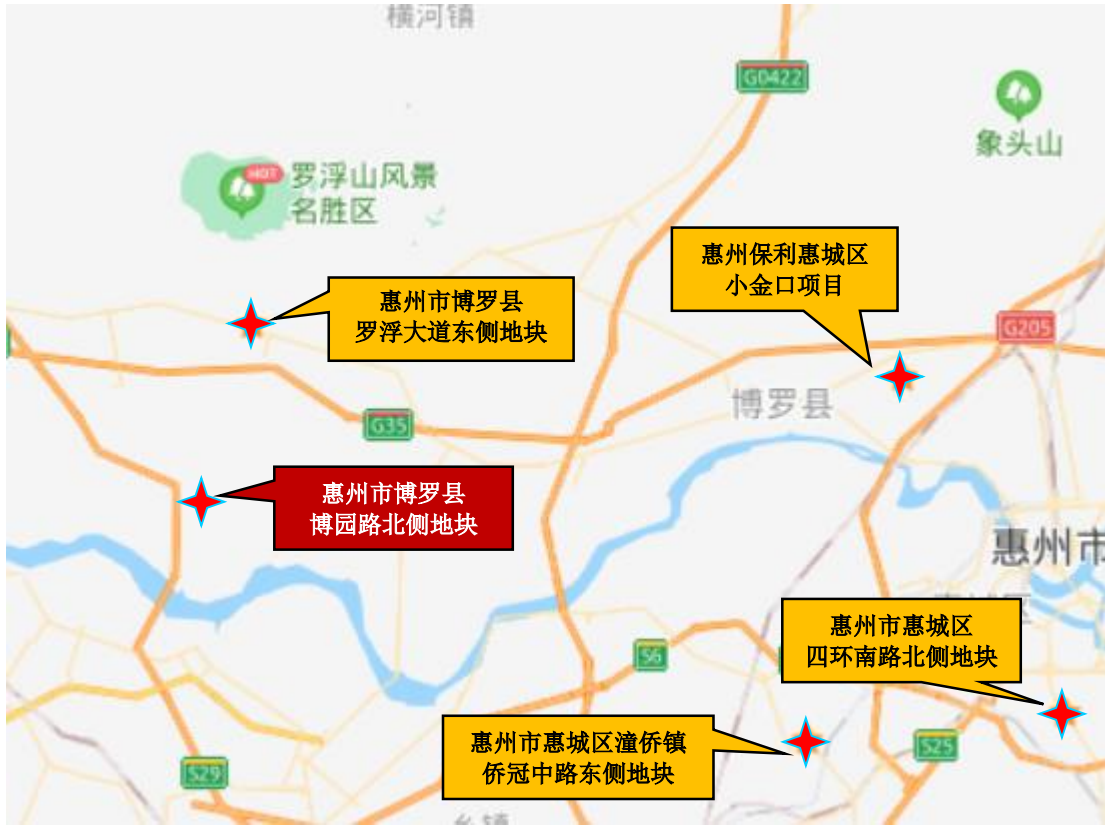 横河镇
G0422
象头山
HOT
罗浮山风景
名胜区
惠州保利惠城区
小金口项目
惠州市博罗县
罗浮大道东侧地块
G205
博罗县
G35
惠州市博罗县
博园路北侧地块
惠州市
惠州市惠城区
四环南路北侧地块
S6
惠州市惠城区潼侨镇
侨冠中路东侧地块
S25
S29